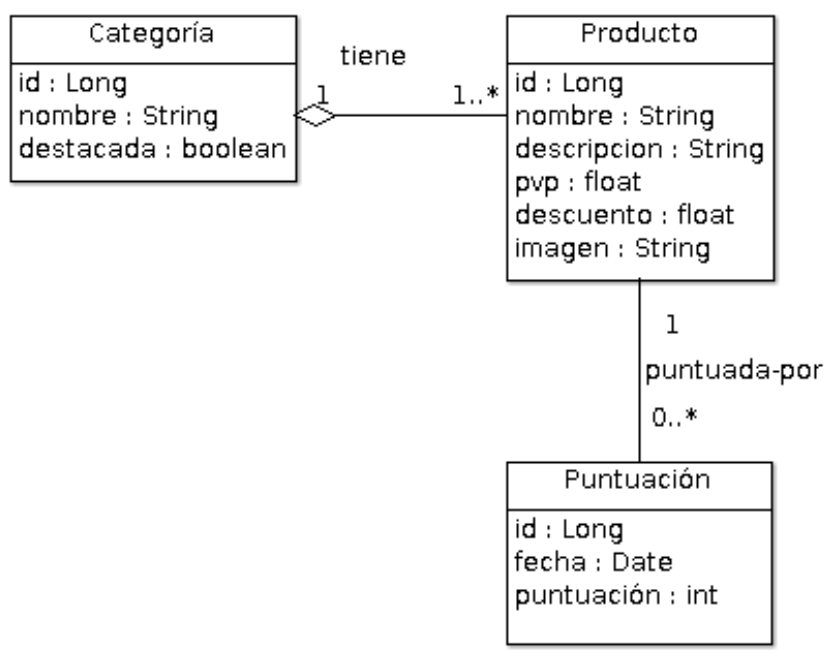 Categoría
id : Long
nombre : String
destacada : boolean
tiene
1
1..*
Producto
id : Long
nombre : String
descripcion : String
pvp : float
descuento : float
imagen : String
1
puntuada-por
0..*
Puntuación
id : Long
fecha : Date
puntuación : int